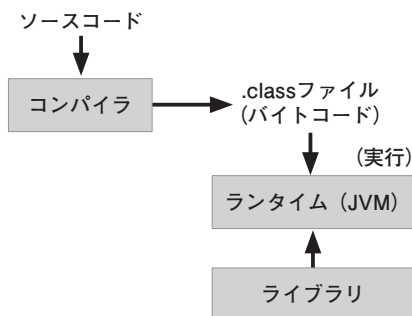 ソースコード
コンパイラ
.classファイル
(バイトコード)
(実行)
ランタイム（JVM）
ライブラリ